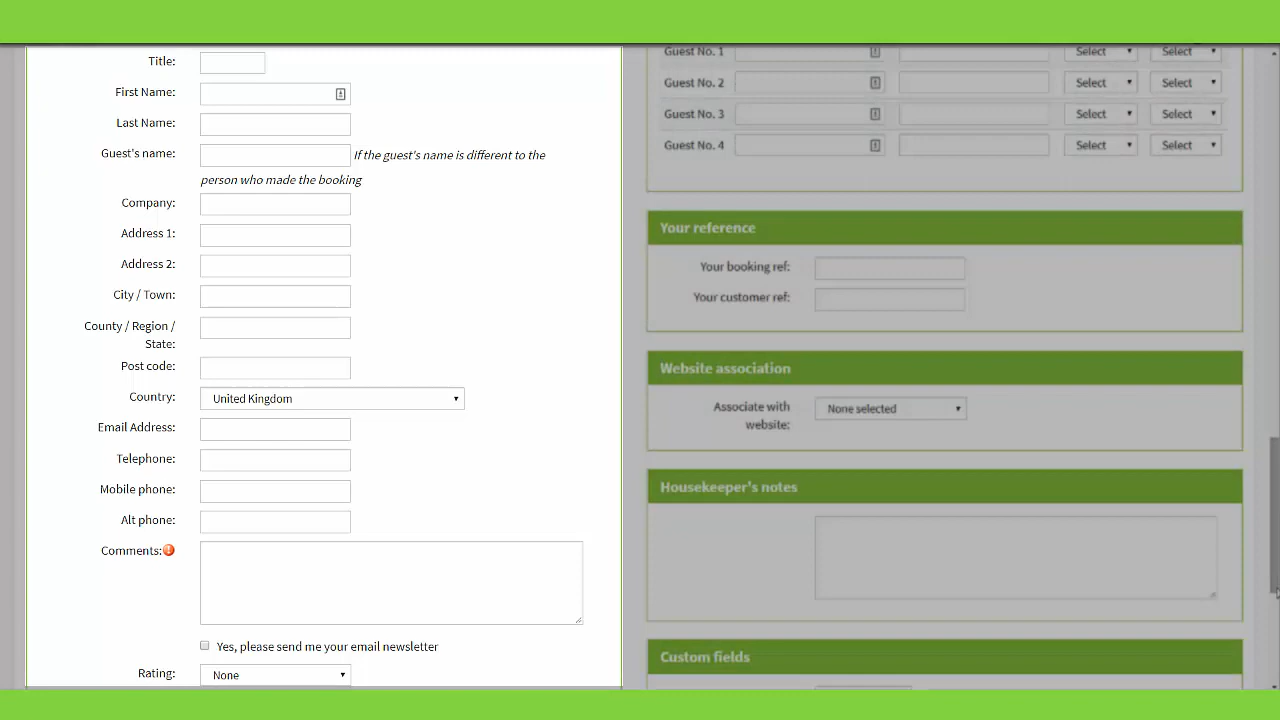 Title:
First Name:
Last Name:
Guest's name:
If the guest's name is different to the
person who made the booking
Company:
Address 1:
Address 2:
City / Town:
County / Region /
State:
Post code:
Country:
United Kingdom
Email Address:
Telephone:
Mobile phone:
Alt phone:
Comments:
Yes, please send me your email newsletter
Rating:
None
Guest No. 1 Select Select
Guest No. 2 Select Select
Guest No. 3 Select Select
Guest No. 4 Select Select
Your reference
Your booking ref:
Your customer ref:
Website association
Associate with
website:
None selected
Housekeeper's notes
Custom fields